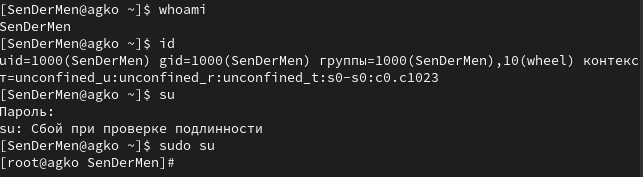 [SenDerMen@agko ~]$ whoami
SenDerMen
[SenDerMen@agko ~]$ id
uid=1000(SenDerMen) gid=1000(SenDerMen) группы=1000(SenDerMen),10(wheel) контекс
т=unconfined_u:unconfined_r:unconfined_t:s0-s0:c0.c1023
[SenDerMen@agko ~]$ su
Пароль:
su: Сбой при проверке подлинности
[SenDerMen@agko ~]$ sudo su
[root@agko SenDerMen]#